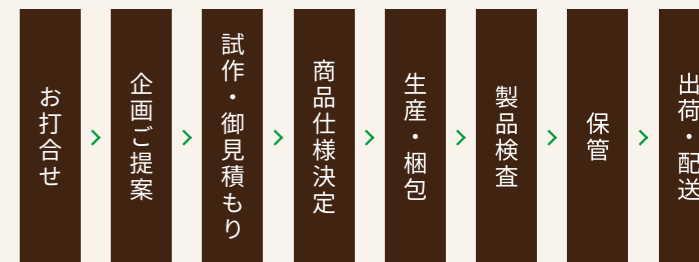 お打合せ
企画ご提案
試作・御見積もり
商品仕様決定
生産・梱包
製品検査
保管
出荷・配送